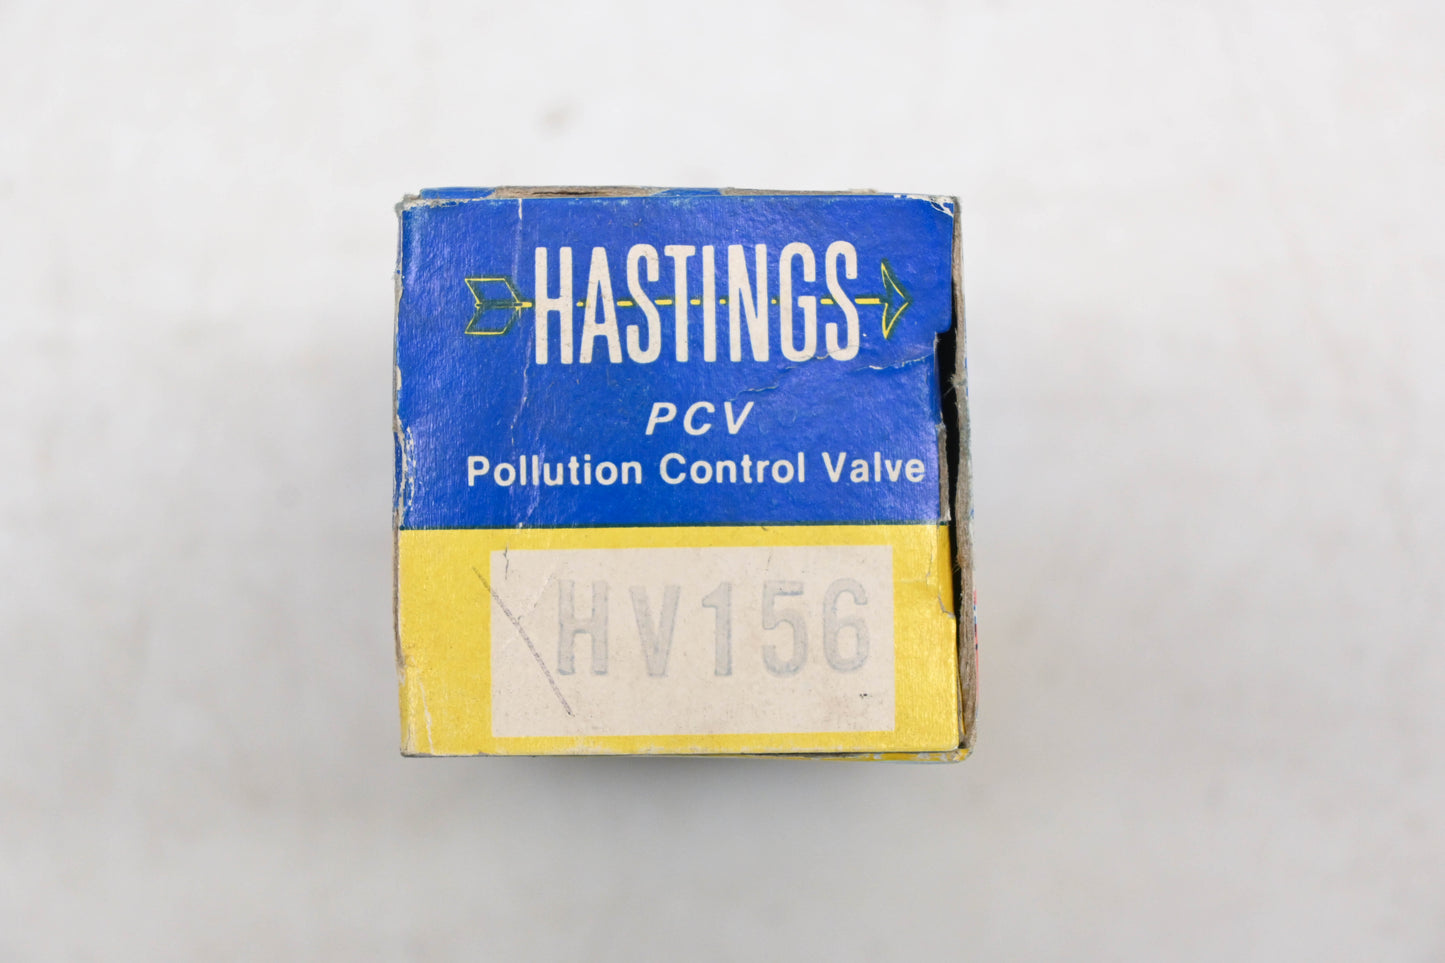 HASTINGS
PCV
Pollution Control Valve
HV156